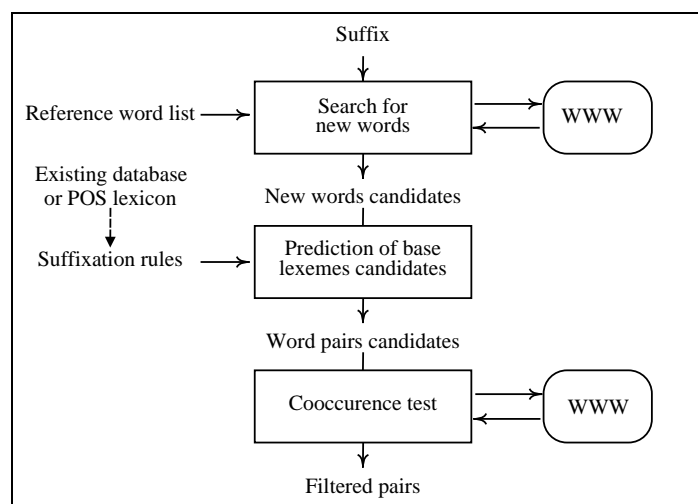 Suffix
Reference word list
Search for
new words
WWW
Existing database
or POS lexicon
New words candidates
Suffixation rules
Prediction of base
lexemes candidates
Word pairs candidates
Cooccurence test
WWW
Filtered pairs